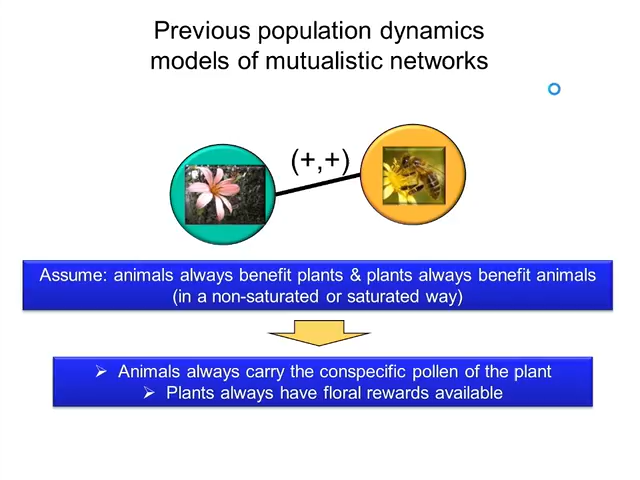 Previous population dynamics
models of mutualistic networks
(+,+)
Assume: animals always benefit plants & plants always benefit animals
(in a non-saturated or saturated way)
➢ Animals always carry the conspecific pollen of the plant
➢ Plants always have floral rewards available